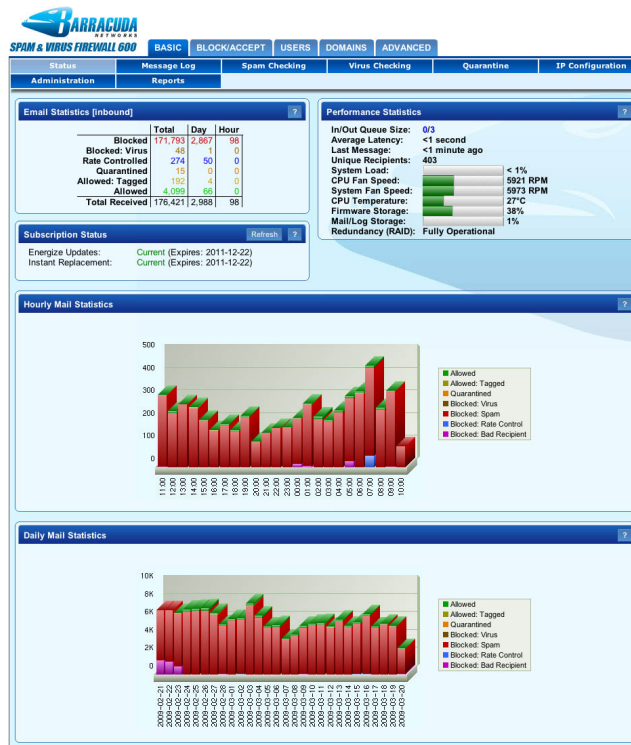 BARRACUDA
NETWORKS
SPAM & VIRUS FIREWALL 600
BASIC BLOCK/ACCEPT USERS DOMAINS ADVANCED
Status Message Log Spam Checking Virus Checking Quarantine IP Configuration
Administration Reports
Email Statistics [inbound] ?
Total Day Hour
Blocked 171,793 2,867 98
Blocked: Virus 48 1 0
Rate Controlled 274 50 0
Quarantined 15 0 0
Allowed: Tagged 192 4 0
Allowed 4,099 66 0
Total Received 176,421 2,988 98
Performance Statistics ?
In/Out Queue Size: 0/3
Average Latency: <1 second
Last Message: <1 minute ago
Unique Recipients: 403
System Load: < 1%
CPU Fan Speed: 5921 RPM
System Fan Speed: 5973 RPM
CPU Temperature: 27°C
Firmware Storage: 38%
Mail/Log Storage: 1%
Redundancy (RAID): Fully Operational
Subscription Status Refresh ?
Energize Updates: Current (Expires: 2011-12-22)
Instant Replacement: Current (Expires: 2011-12-22)
Hourly Mail Statistics ?
500
400
300
200
100
0
11:00 12:00 13:00 14:00 15:00 16:00 17:00 18:00 19:00 20:00 21:00 22:00 23:00 00:00 01:00 02:00 03:00 04:00 05:00 06:00 07:00 08:00 09:00 10:00
Allowed
Allowed: Tagged
Quarantined
Blocked: Virus
Blocked: Spam
Blocked: Rate Control
Blocked: Bad Recipient
Daily Mail Statistics ?
10K
8K
6K
4K
2K
0
2009-02-21 2009-02-22 2009-02-23 2009-02-24 2009-02-25 2009-02-26 2009-02-27 2009-02-28 2009-03-01 2009-03-02 2009-03-03 2009-03-04 2009-03-05 2009-03-06 2009-03-07 2009-03-08 2009-03-09 2009-03-10 2009-03-11 2009-03-12 2009-03-13 2009-03-14 2009-03-15 2009-03-16 2009-03-17 2009-03-18 2009-03-19 2009-03-20
Allowed
Allowed: Tagged
Quarantined
Blocked: Virus
Blocked: Spam
Blocked: Rate Control
Blocked: Bad Recipient